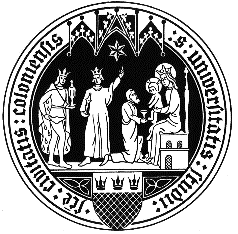 s : univerſitatis : ſtudii : ſce : civitatis : colonienſis